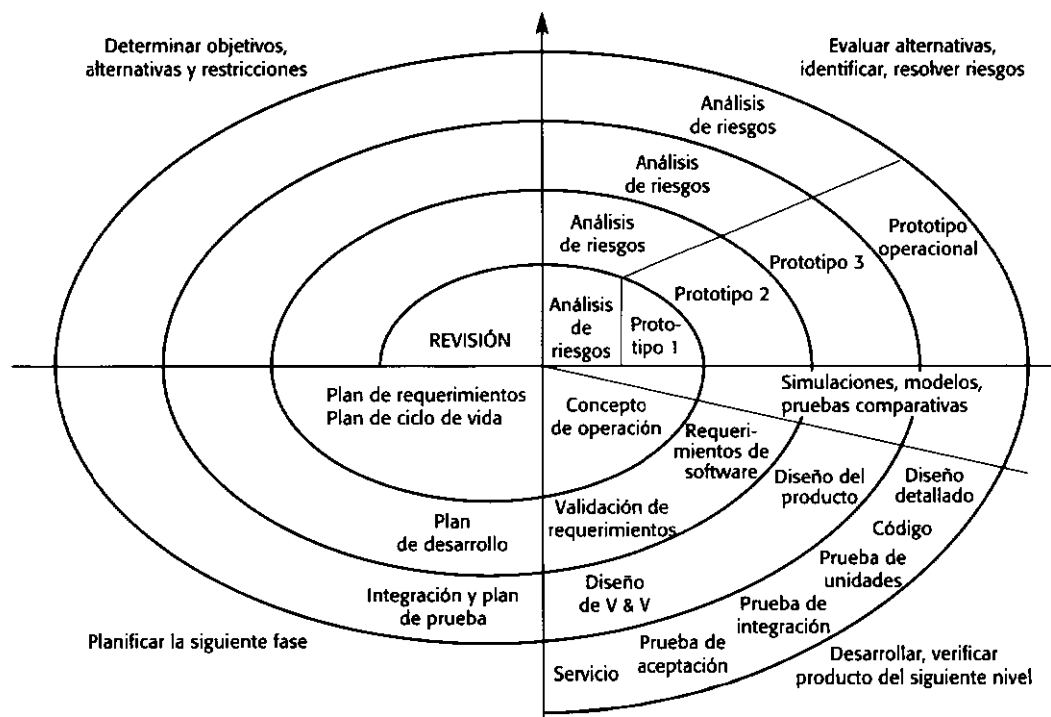 Determinar objetivos,
alternativas y restricciones
Evaluar alternativas,
identificar, resolver riesgos
Análisis
de riesgos
Análisis
de riesgos
Análisis
de riesgos
Análisis
de
riesgos
Proto-
tipo 1
Prototipo 2
Prototipo 3
Prototipo
operacional
REVISIÓN
Plan de requerimientos
Plan de ciclo de vida
Concepto
de operación
Simulaciones, modelos,
pruebas comparativas
Requeri-
mientos de
software
Diseño del
producto
Diseño
detallado
Código
Prueba de
unidades
Plan
de desarrollo
Validación de
requerimientos
Integración y plan
de prueba
Diseño
de V & V
Prueba de
integración
Prueba de
aceptación
Servicio
Planificar la siguiente fase
Desarrollar, verificar
producto del siguiente nivel